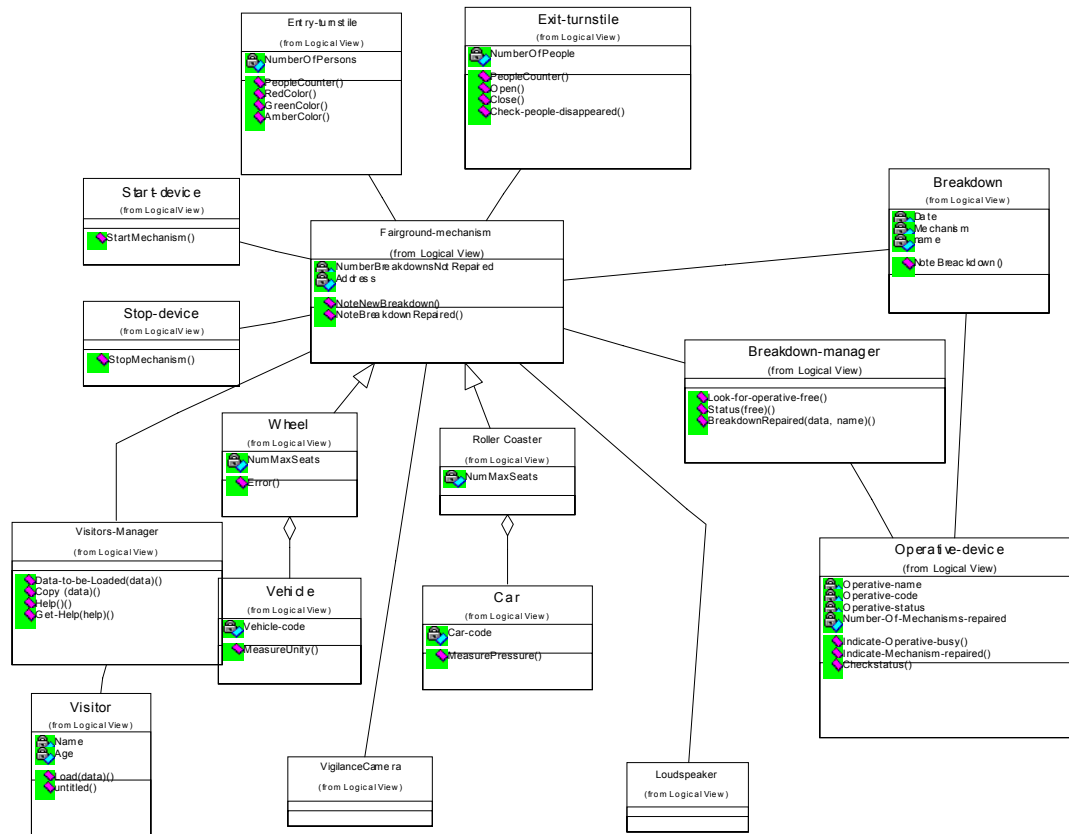 Entry-turnstile
(from Logical View)
NumberOfPersons
PeopleCounter()
RedColor()
GreenColor()
AmberColor()
Exit-turnstile
(from Logical View)
NumberOfPeople
PeopleCounter()
Open()
Close()
Check-people-disappeared()
Start-device
(from LogicalView)
StartMechanism()
Fairground-mechanism
(from Logical View)
NumberBreakdownsNot Repaired
Address
NoteNewBreakdown()
NoteBreakdownRepaired()
Breakdown
(from Logical View)
Date
Mechanism
name
Note Breackdown()
Stop-device
(from LogicalView)
StopMechanism()
Breakdown-manager
(from Logical View)
Look-for-operative-free()
Status(free)()
BreakdownRepaired(data, name)()
Wheel
(from Logical View)
NumMaxSeats
Error()
Roller Coaster
(from Logical View)
NumMaxSeats
Visitors-Manager
(from Logical View)
Data-to-be-Loaded(data)()
Copy (data)()
Help()()
Get-Help(help)()
Vehicle
(from Logical View)
Vehicle-code
MeasureUnity()
Car
(from Logical View)
Car-code
MeasurePressure()
Operative-device
(from Logical View)
Operative-name
Operative-code
Operative-status
Number-Of-Mechanisms-repaired
Indicate-Operative-busy()
Indicate-Mechanism-repaired()
Checkstatus()
Visitor
(from Logical View)
Name
Age
Load(data)()
untitled()
VigilanceCamera
(from Logical View)
Loudspeaker
(from Logical View)